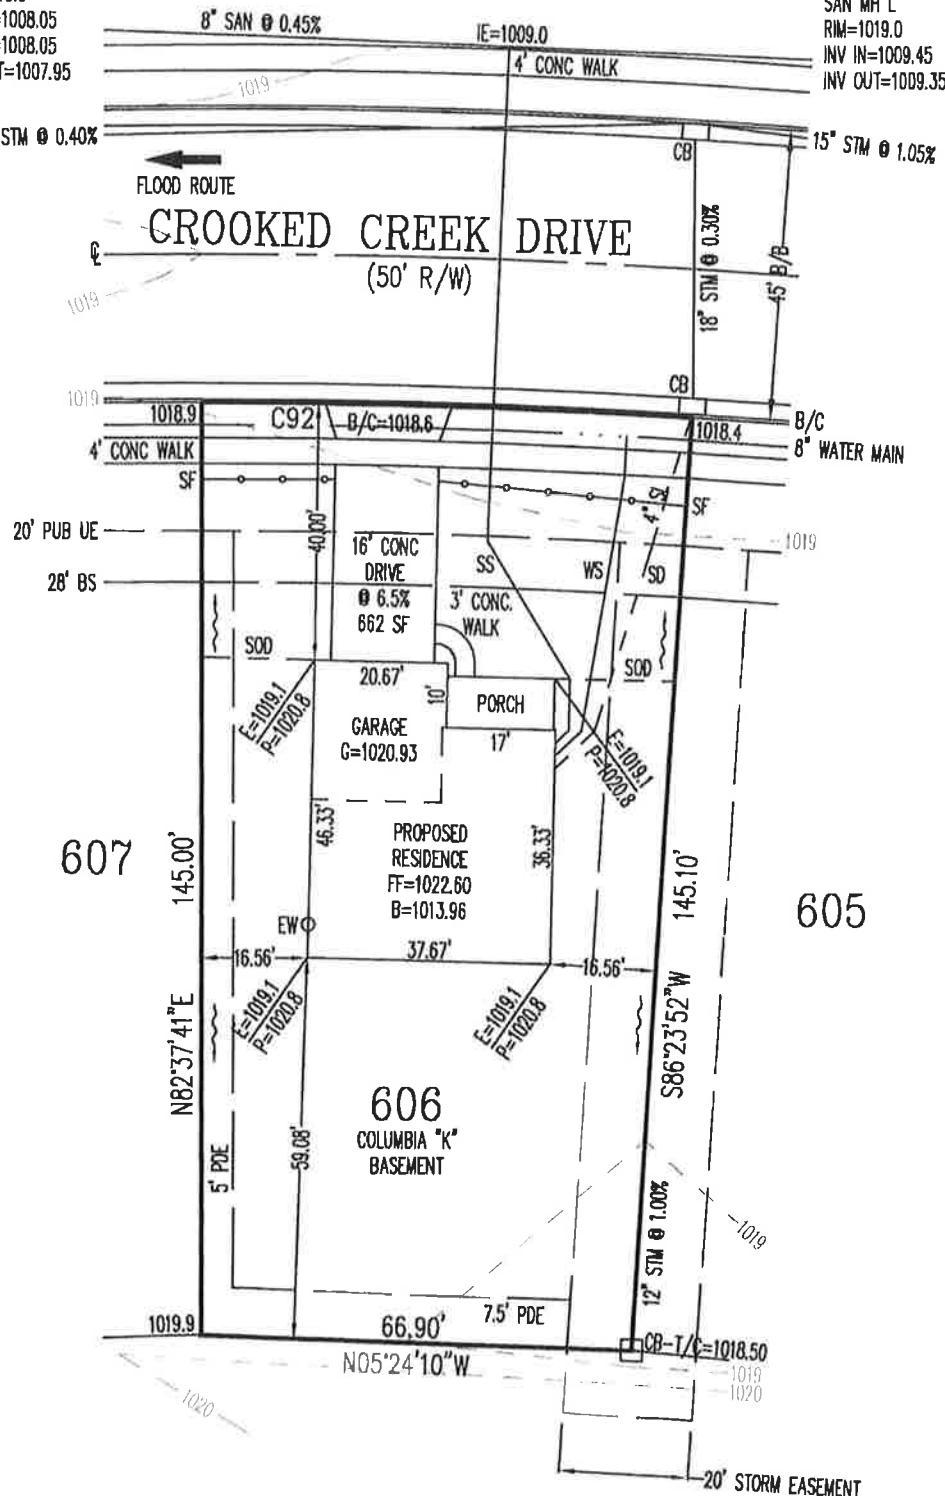 =1008.05
=1008.05
T=1007.95
8" SAN @ 0.45%
IE=1009.0
4' CONC WALK
SAN MH L
RIM=1019.0
INV IN=1009.45
INV OUT=1009.35
1019
STM @ 0.40%
FLOOD ROUTE
CB
15" STM @ 1.05%
CROOKED CREEK DRIVE
(50' R/W)
18" STM @ 0.30%
45' B/B
1019
CB
1019
1018.9
C92
B/C=1018.6
1018.4
B/C
8" WATER MAIN
4' CONC WALK
SF
SF
4"
20' PUB UE
40.00'
1019
28' BS
16' CONC
DRIVE
@ 6.5%
662 SF
SS
WS
SD
3' CONC.
WALK
SOD
SOD
20.67'
10'
PORCH
17'
E=1019.1
P=1020.8
GARAGE
G=1020.93
E=1019.1
P=1020.8
46.33'
36.33'
607
145.00'
PROPOSED
RESIDENCE
FF=1022.60
B=1013.96
145.10'
605
EW
16.56'
37.67'
16.56'
E=1019.1
P=1020.8
E=1019.1
P=1020.8
N82°37'41"E
S86°23'52"W
606
COLUMBIA "K"
BASEMENT
59.08'
5' PDE
12" STM @ 1.00%
1019
7.5' PDE
1019.9
66.90'
CB-T/C=1018.50
N05°24'10"W
1019
1020
1020
20' STORM EASEMENT